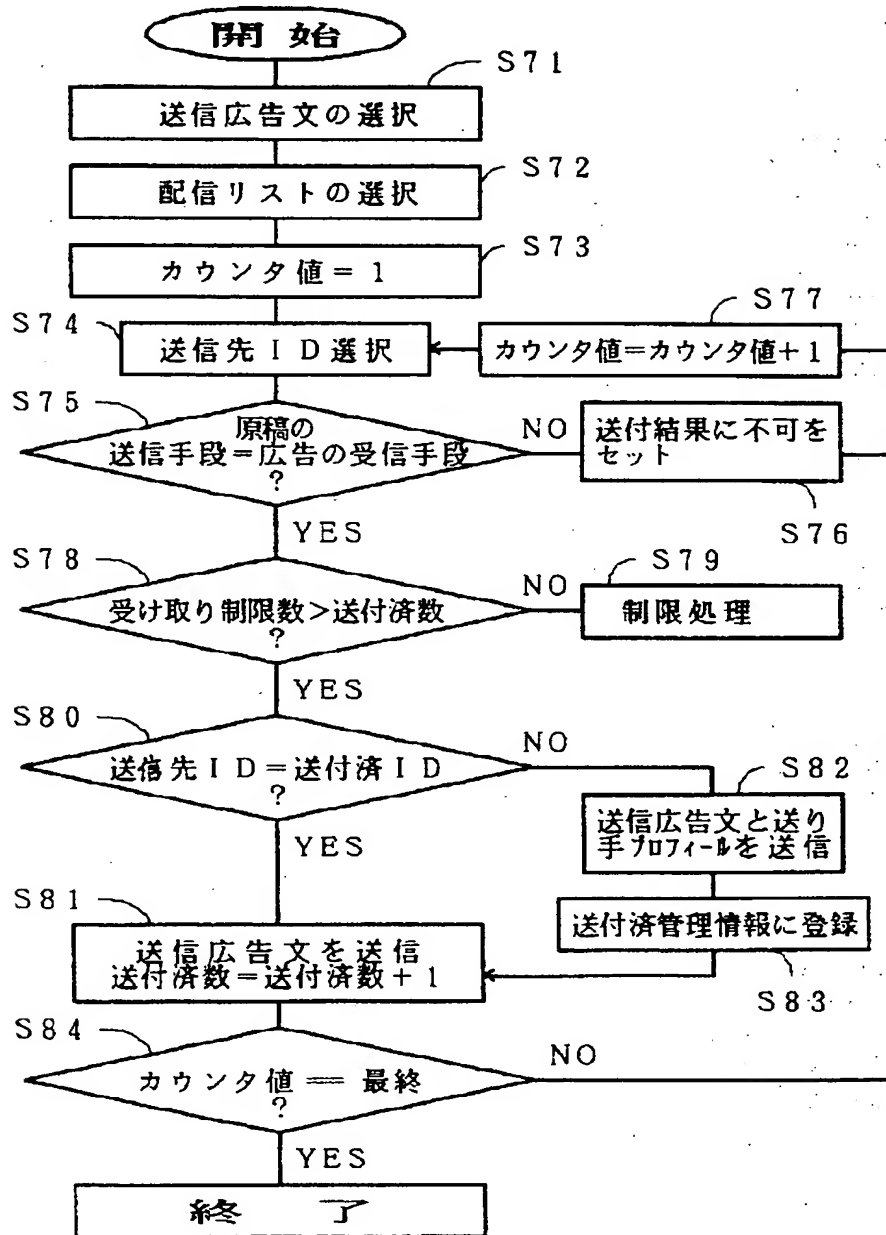 開始
S71
送信広告文の選択
S72
配信リストの選択
S73
カウンタ値＝1
S74
送信先ID選択
S77
カウンタ値＝カウンタ値＋1
S75
原稿の
送信手段＝広告の受信手段
?
NO
送付結果に不可を
セット
S76
YES
S78
受け取り制限数＞送付済数
?
NO
S79
制限処理
YES
S80
送信先ID＝送付済ID
?
NO
S82
送信広告文と送り
手プロフィールを送信
YES
S81
送信広告文を送信
送付済数＝送付済数＋1
送付済管理情報に登録
S83
S84
カウンタ値＝＝最終
?
NO
YES
終了